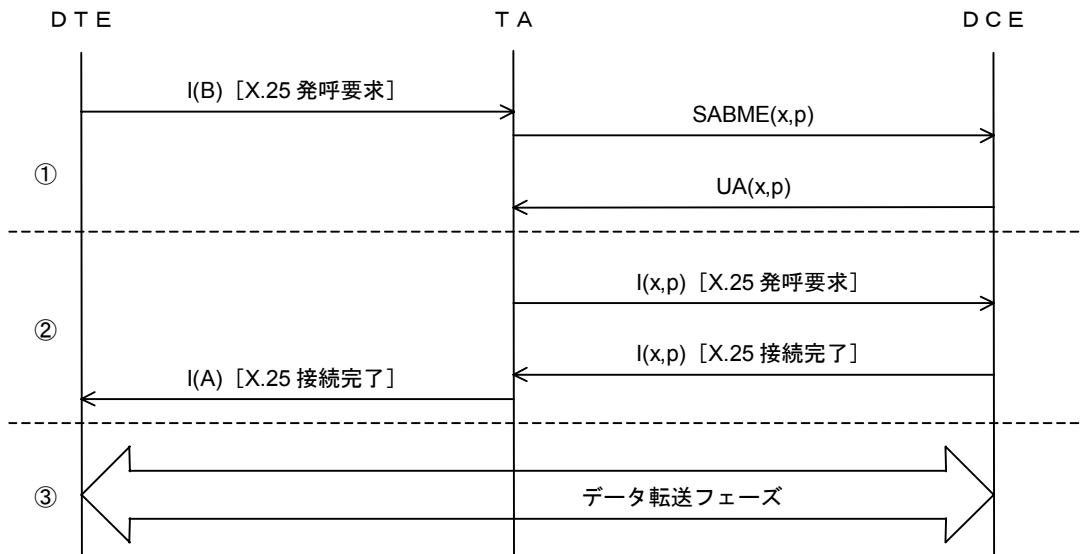 ＤＴＥ ＴＡ ＤＣＥ
I(B)［X.25 発呼要求］
SABME(x,p)
①
UA(x,p)
I(x,p)［X.25 発呼要求］
②
I(x,p)［X.25 接続完了］
I(A)［X.25 接続完了］
③ データ転送フェーズ